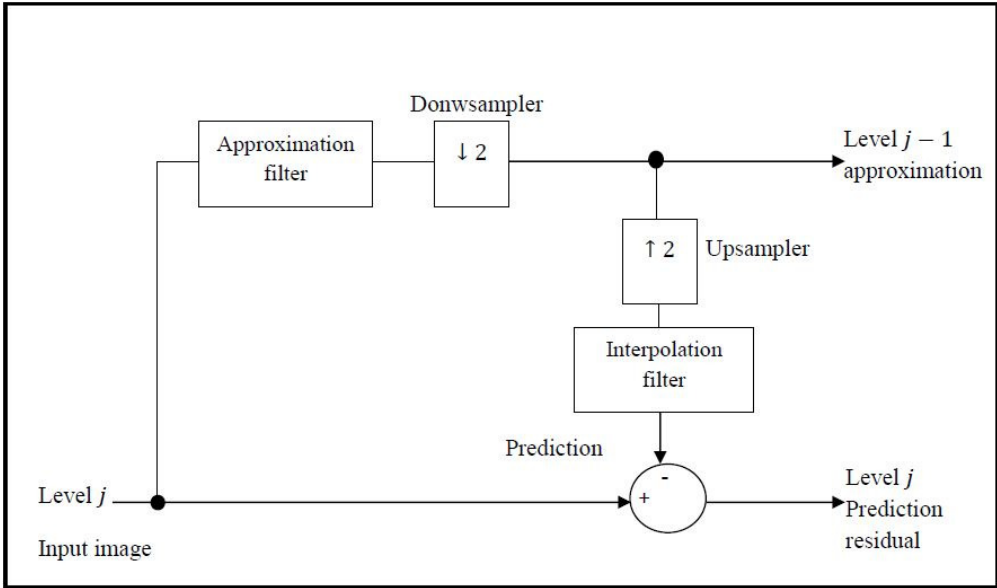 Donwsampler
Approximation
filter
↓ 2
Level j − 1
approximation
↑ 2
Upsampler
Interpolation
filter
Prediction
-
+
Level j
Input image
Level j
Prediction
residual